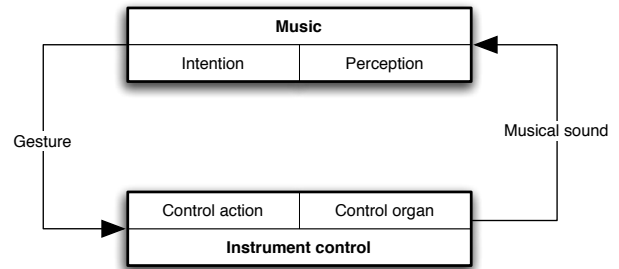 Music
Intention
Perception
Gesture
Musical sound
Control action
Control organ
Instrument control